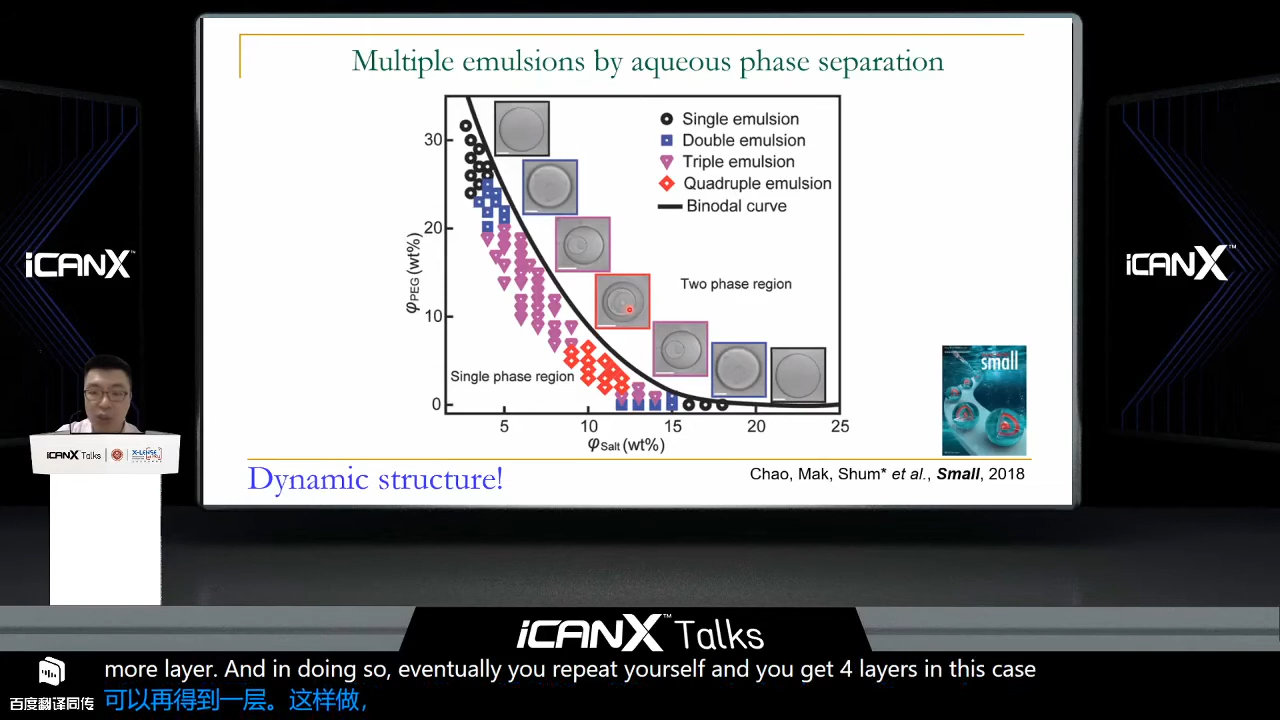 Multiple emulsions by aqueous phase separation
Single emulsion
Double emulsion
Triple emulsion
Quadruple emulsion
Binodal curve
30
20
10
0
φPEG (wt%)
Two phase region
Single phase region
5
10
15
20
25
φSalt (wt%)
small
Dynamic structure!
Chao, Mak, Shum* et al., Small, 2018
iCANX™
iCANX™
iCANX Talks
X-LENSE
iCANX™ Talks
more layer. And in doing so, eventually you repeat yourself and you get 4 layers in this case
百度翻译同传
可以再得到一层。这样做，